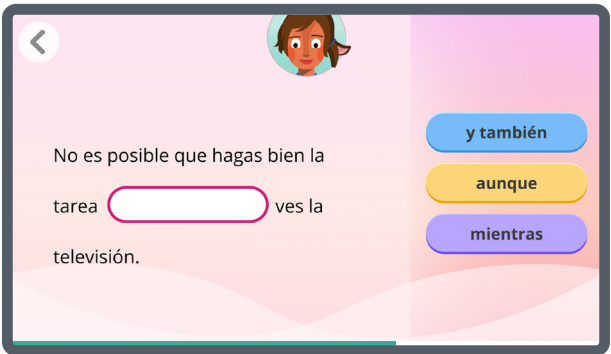 No es posible que hagas bien la
tarea ves la
televisión.
y también
aunque
mientras